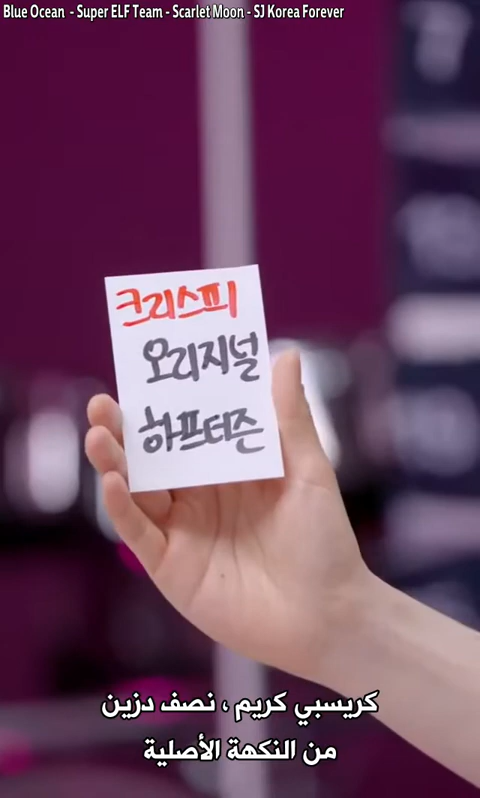 Blue Ocean - Super ELF Team - Scarlet Moon - SJ Korea Forever
크리스피
오리지널
하프더즌
كريسبي كريم ، نصف دزين
من النكهة الأصلية